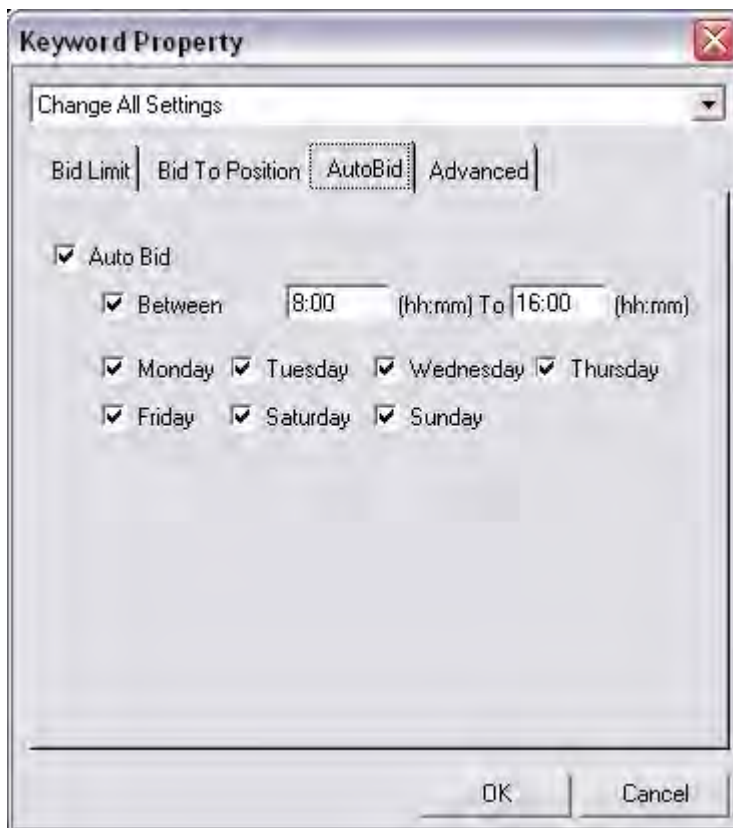 Keyword Property
Change All Settings
Bid Limit Bid To Position AutoBid Advanced
Auto Bid
Between 8:00 (hh:mm) To 16:00 (hh:mm)
Monday Tuesday Wednesday Thursday
Friday Saturday Sunday
OK Cancel